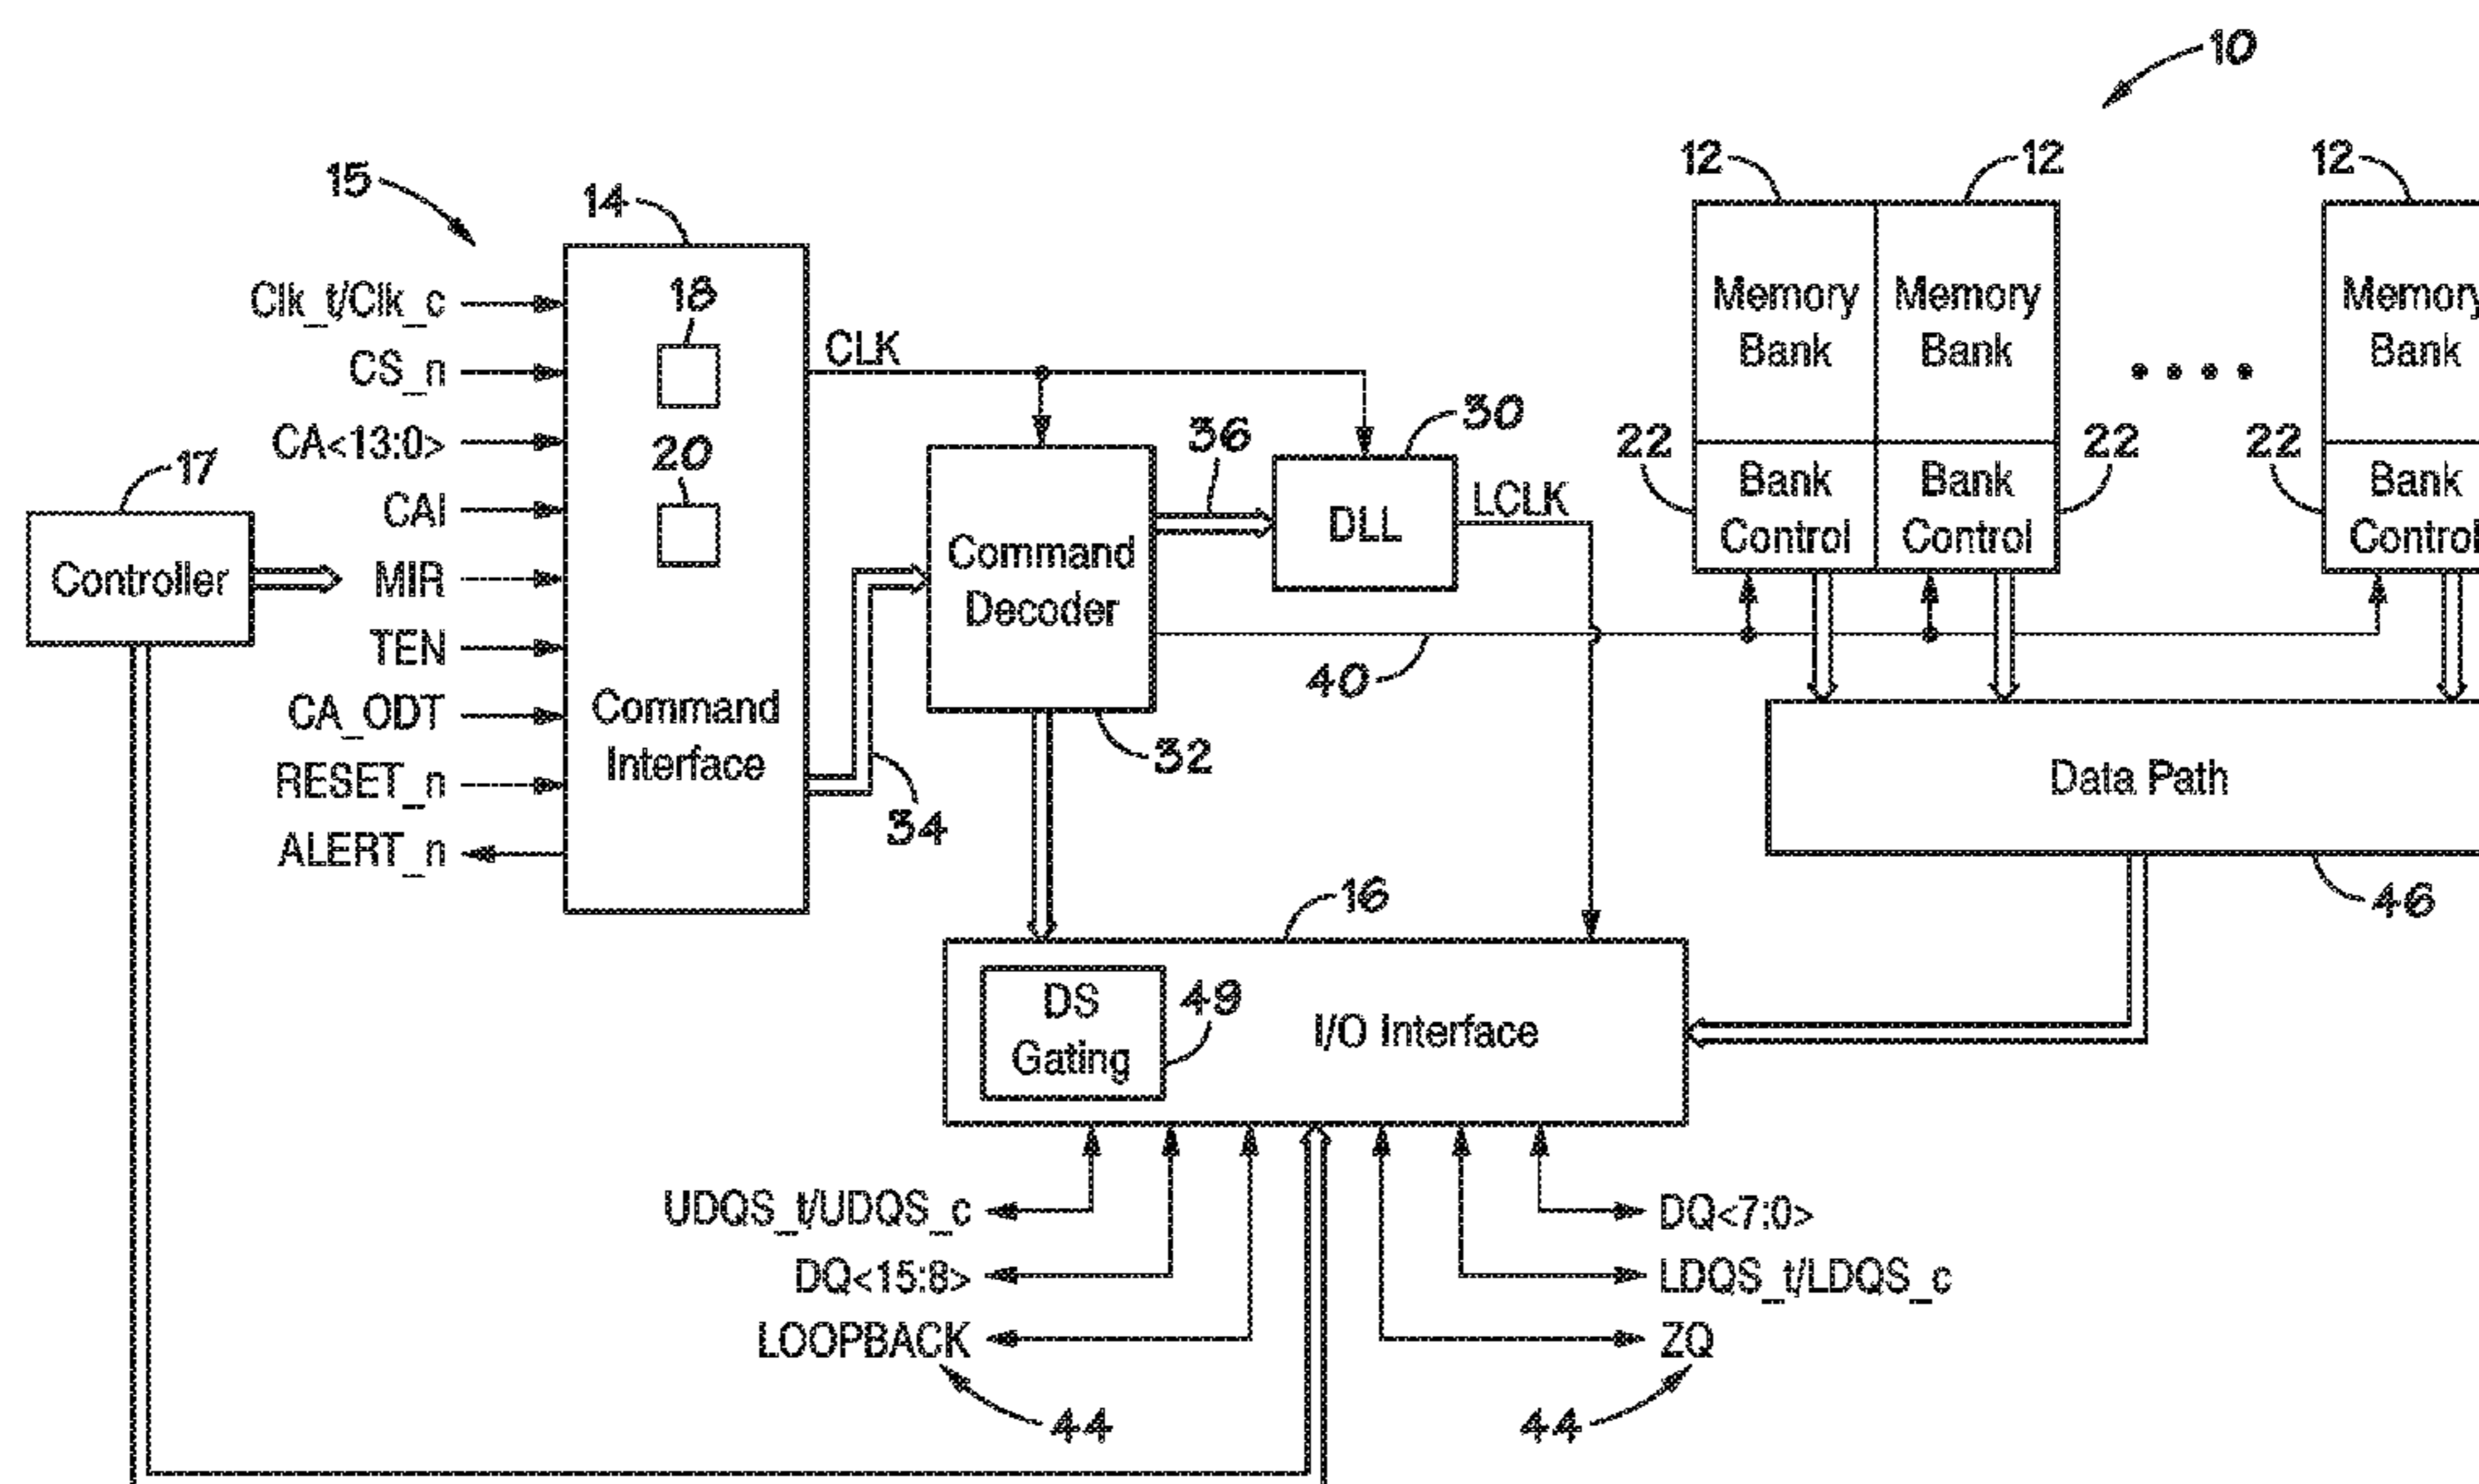 10
15
14
12
12
12
Clk_t/Clk_c
CS_n
CA<13:0>
CAI
MIR
TEN
CA_ODT
RESET_n
ALERT_n
17
Controller
18
20
Command
Interface
CLK
34
Command
Decoder
32
36
30
DLL
LCLK
40
Memory
Bank
Memory
Bank
Memory
Bank
22
22
22
Bank
Control
Bank
Control
Bank
Control
Data Path
46
16
DS
Gating
49
I/O Interface
UDQS_t/UDQS_c
DQ<15:8>
LOOPBACK
44
DQ<7:0>
LDQS_t/LDQS_c
ZQ
44